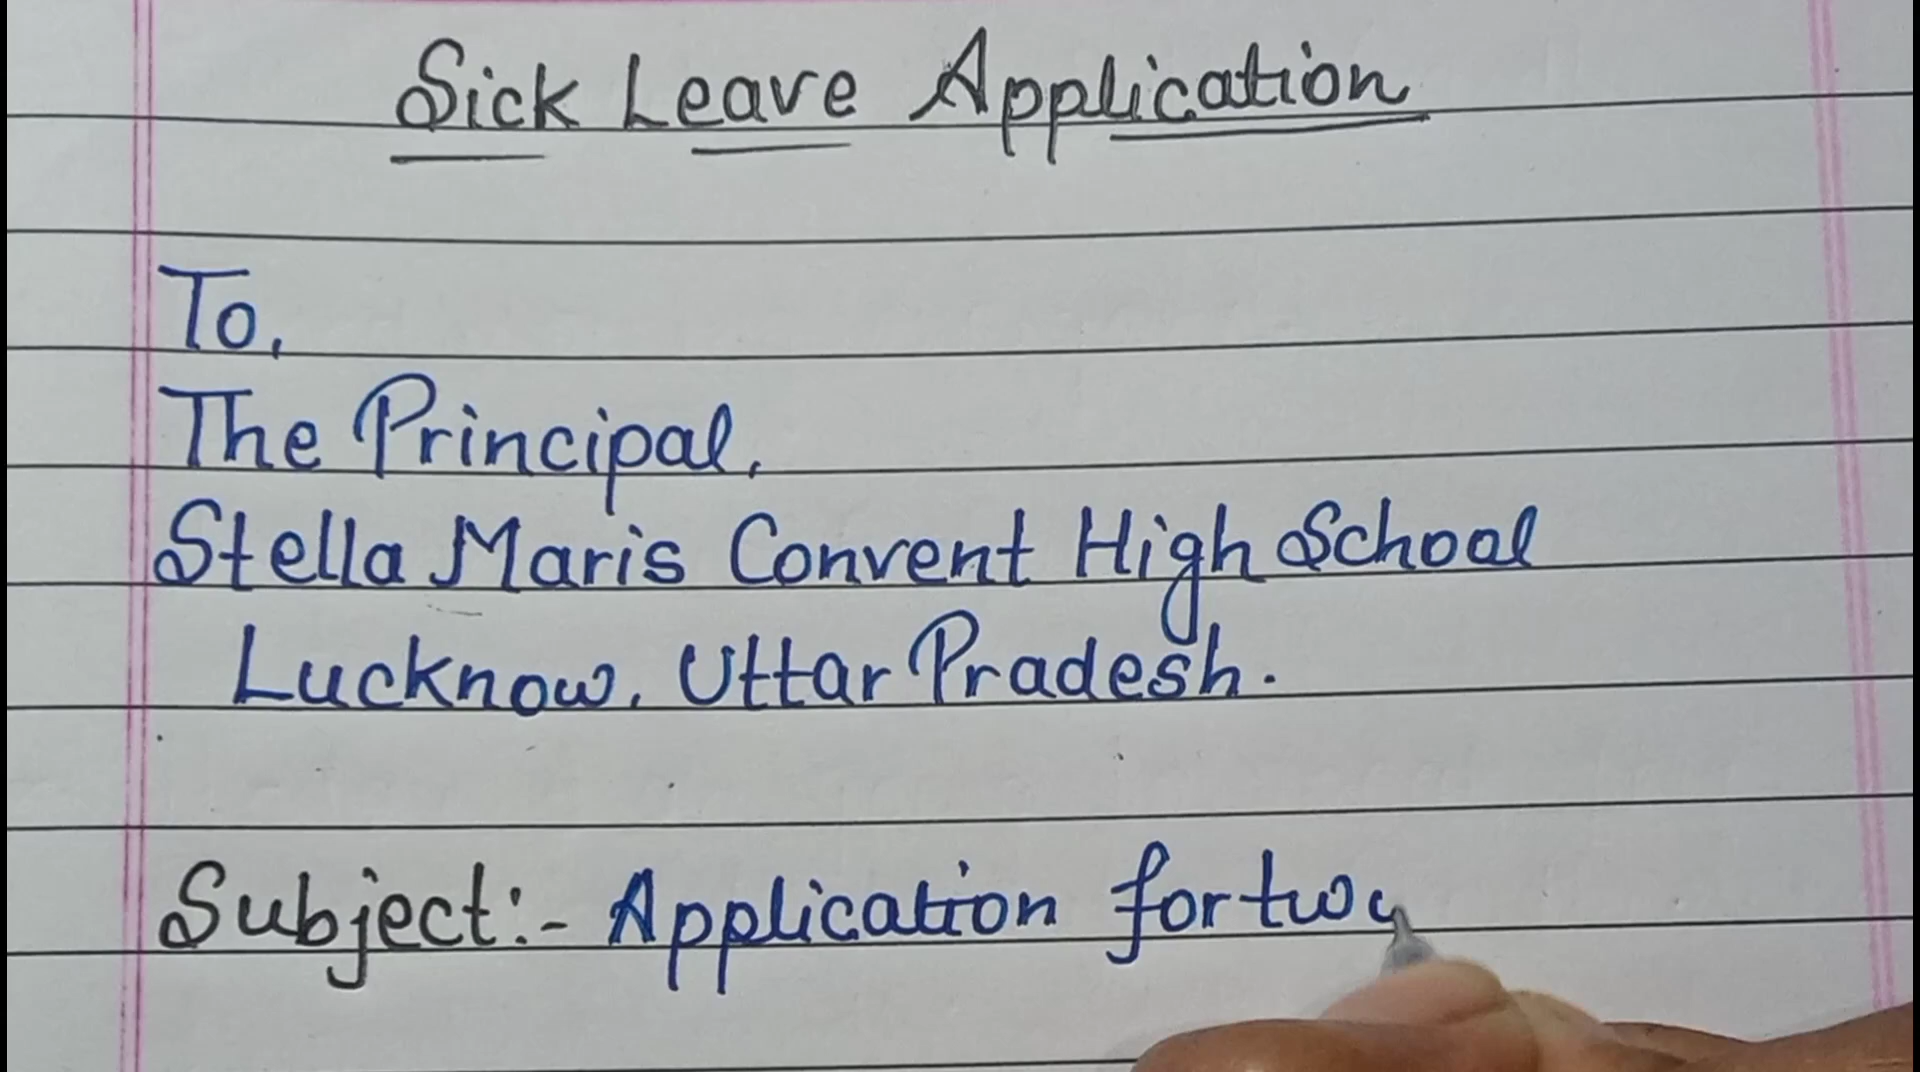 Sick Leave Application
To,
The Principal,
Stella Maris Convent High School
Lucknow, Uttar Pradesh.
Subject:- Application for two